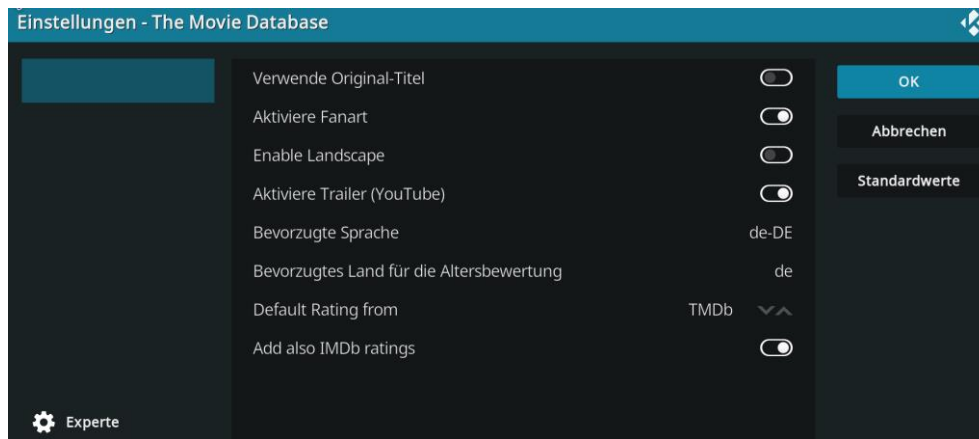 Einstellungen - The Movie Database
Verwende Original-Titel
Aktiviere Fanart
Enable Landscape
Aktiviere Trailer (YouTube)
Bevorzugte Sprache de-DE
Bevorzugtes Land für die Altersbewertung de
Default Rating from TMDb
Add also IMDb ratings
OK
Abbrechen
Standardwerte
Experte